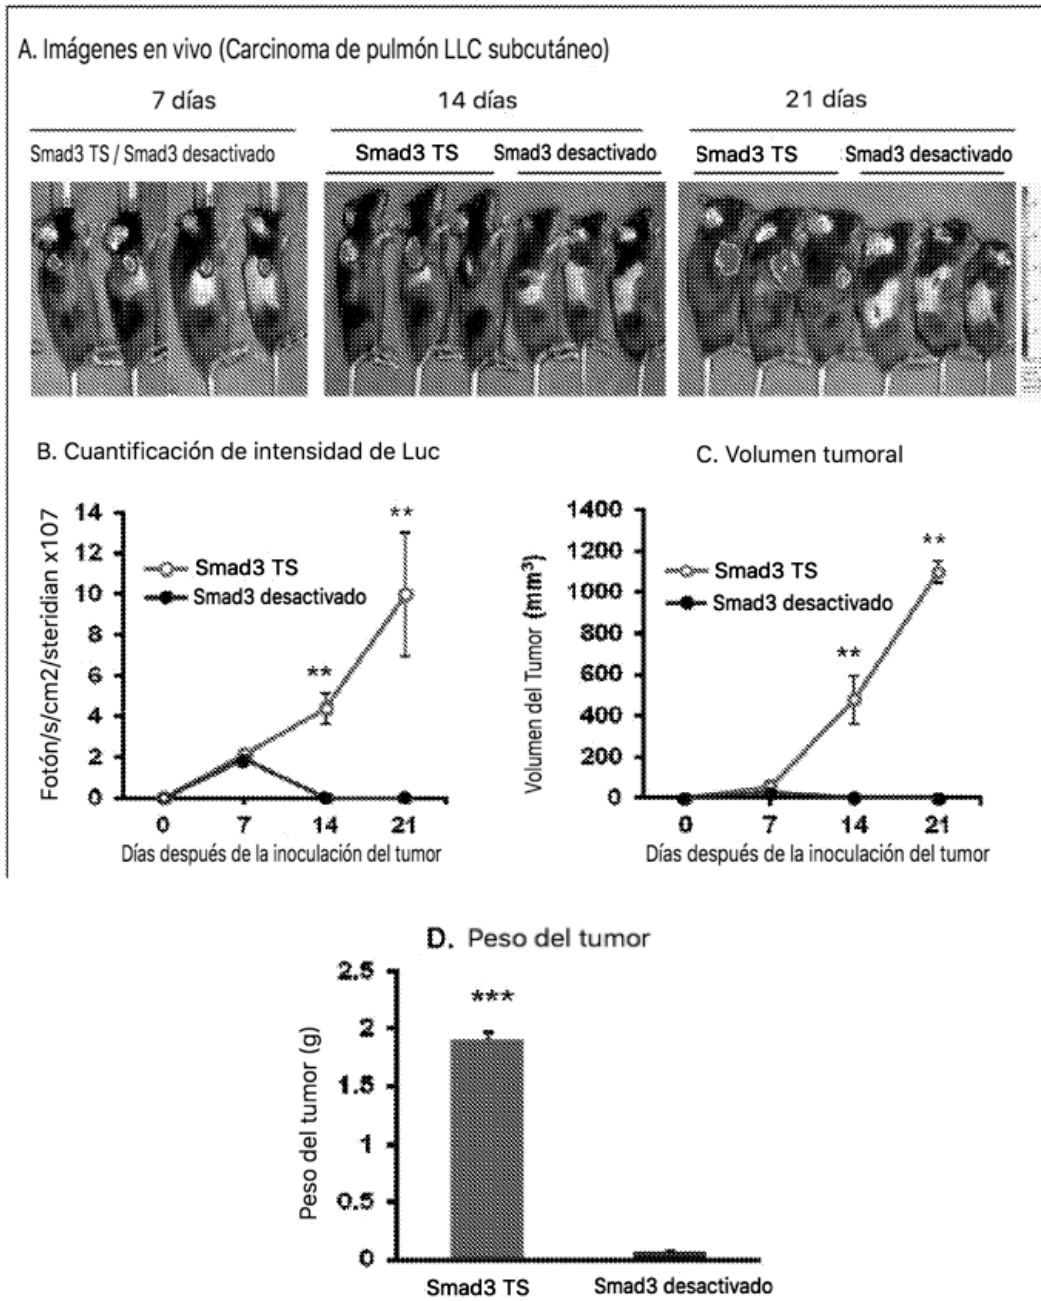 A. Imágenes en vivo (Carcinoma de pulmón LLC subcutáneo)
7 días
14 días
21 días
Smad3 TS / Smad3 desactivado
Smad3 TS
Smad3 desactivado
Smad3 TS
Smad3 desactivado
B. Cuantificación de intensidad de Luc
Fotón/s/cm2/steridian x107
14
12
10
8
6
4
2
0
**
**
Smad3 TS
Smad3 desactivado
0 7 14 21
Días después de la inoculación del tumor
C. Volumen tumoral
Volumen del Tumor (mm³)
1400
1200
1000
800
600
400
200
0
**
**
Smad3 TS
Smad3 desactivado
0 7 14 21
Días después de la inoculación del tumor
D. Peso del tumor
Peso del tumor (g)
2.5
2
1.5
1
0.5
0
***
Smad3 TS
Smad3 desactivado